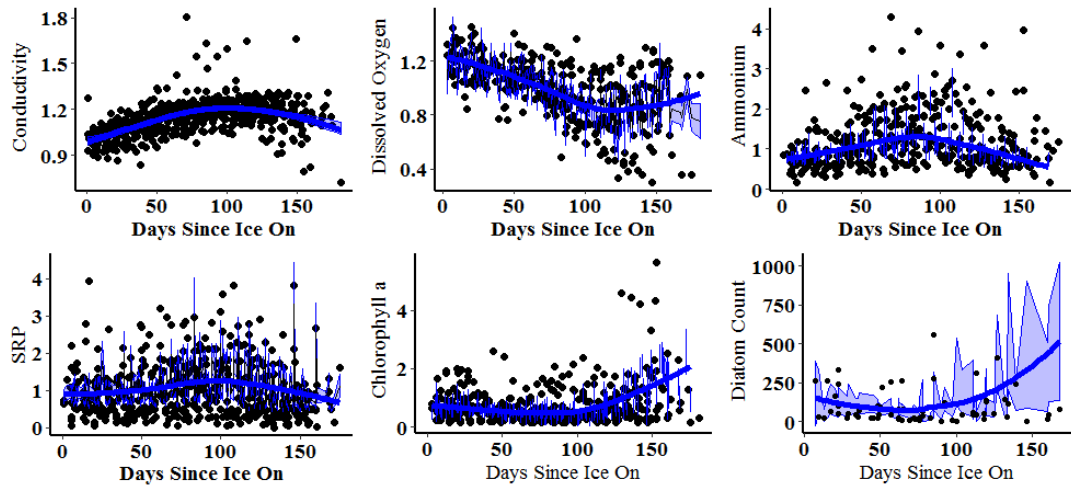 Conductivity
1.8
1.5
1.2
0.9
0 50 100 150
Days Since Ice On
Dissolved Oxygen
1.6
1.2
0.8
0.4
0 50 100 150
Days Since Ice On
Ammomium
4
3
2
1
0
0 50 100 150
Days Since Ice On
SRP
4
3
2
1
0
0 50 100 150
Days Since Ice On
Chlorophyll a
4
2
0
0 50 100 150
Days Since Ice On
Diatom Count
1000
750
500
250
0
0 50 100 150
Days Since Ice On